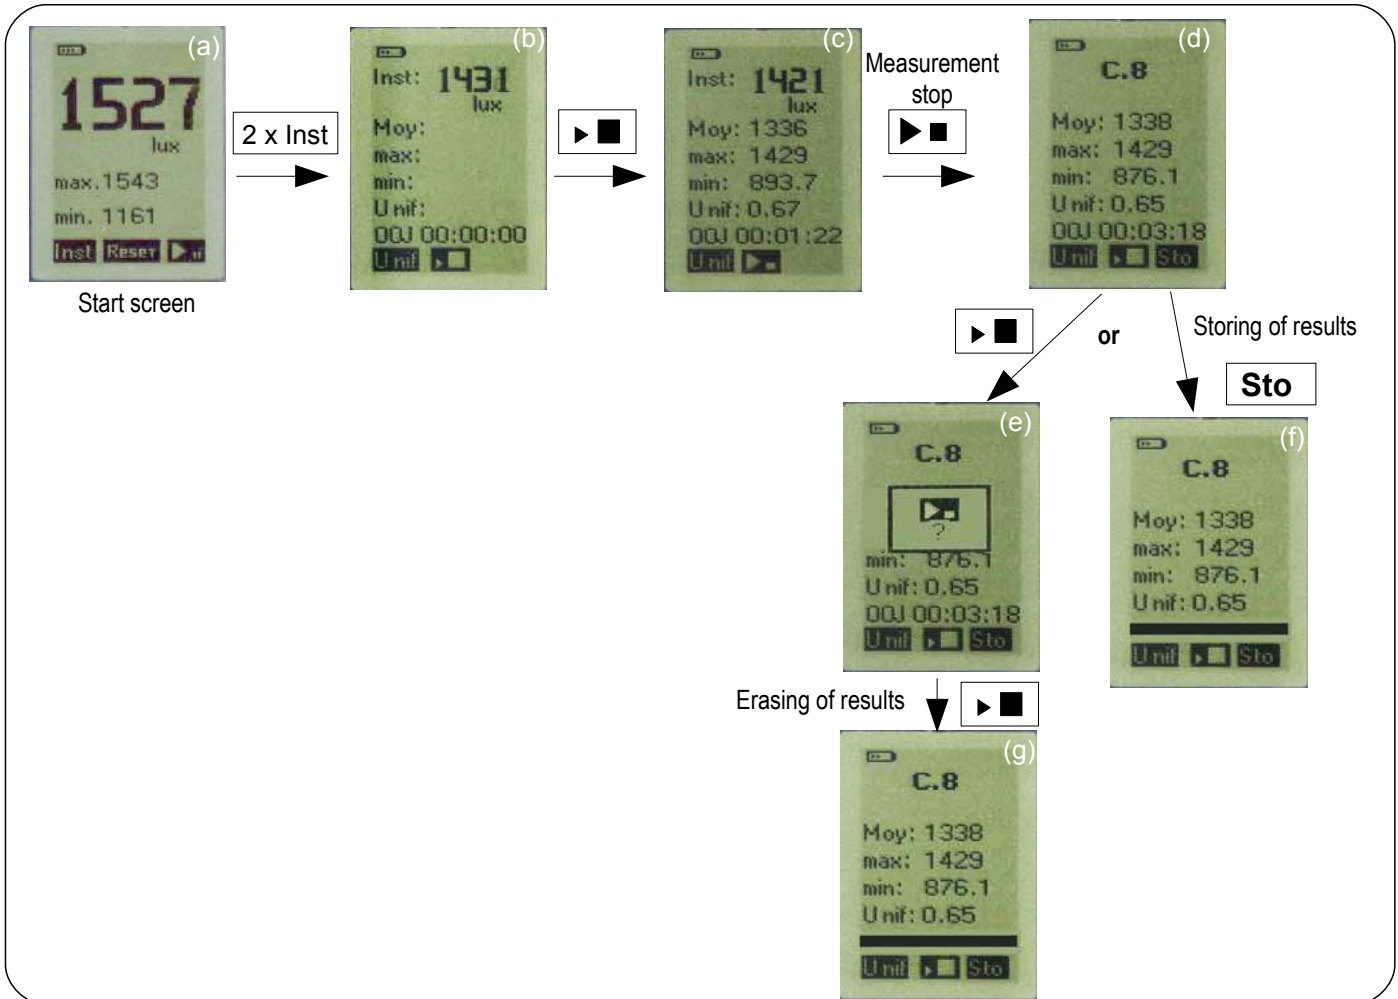 (a)
1527
lux
max.1543
min. 1161
Inst Reset
Start screen
2 x Inst
(b)
Inst: 1431
lux
Moy:
max:
min:
Unif:
00J 00:00:00
Unif
(c)
Inst: 1421
lux
Moy: 1336
max: 1429
min: 893.7
Unif: 0.67
00J 00:01:22
Unif
Measurement
stop
(d)
C.8
Moy: 1338
max: 1429
min: 876.1
Unif: 0.65
00J 00:03:18
Unif Sto
or
Storing of results
Sto
(e)
C.8
?
min: 876.1
Unif: 0.65
00J 00:03:18
Unif Sto
(f)
C.8
Moy: 1338
max: 1429
min: 876.1
Unif: 0.65
Unif Sto
Erasing of results
(g)
C.8
Moy: 1338
max: 1429
min: 876.1
Unif: 0.65
Unif Sto